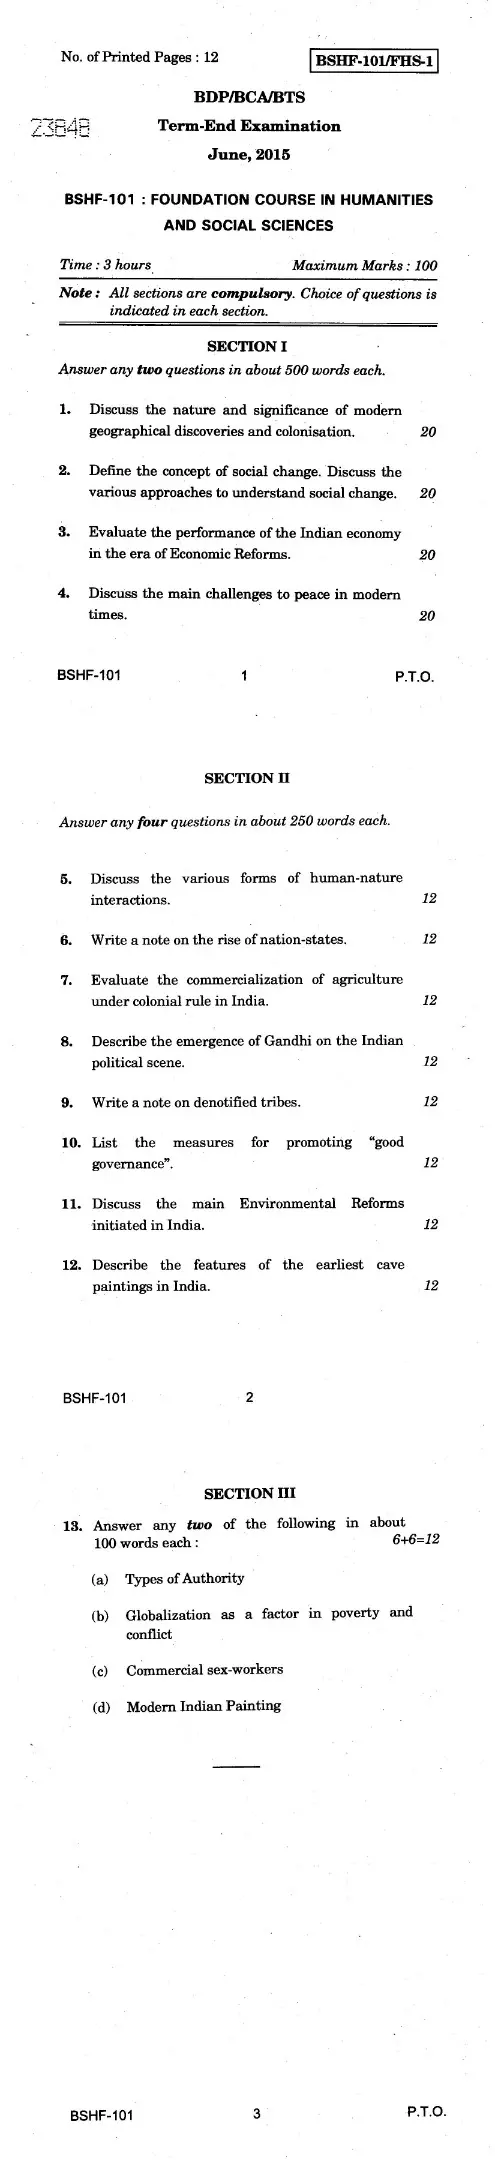 No. of Printed Pages : 12
BSHF-101/FHS-1
BDP/BCA/BTS
23848
Term-End Examination
June, 2015
BSHF-101 : FOUNDATION COURSE IN HUMANITIES
AND SOCIAL SCIENCES
Time : 3 hours
Maximum Marks : 100
Note : All sections are compulsory. Choice of questions is
indicated in each section.
SECTION I
Answer any two questions in about 500 words each.
1. Discuss the nature and significance of modern
geographical discoveries and colonisation. 20
2. Define the concept of social change. Discuss the
various approaches to understand social change. 20
3. Evaluate the performance of the Indian economy
in the era of Economic Reforms. 20
4. Discuss the main challenges to peace in modern
times. 20
BSHF-101 1 P.T.O.
SECTION II
Answer any four questions in about 250 words each.
5. Discuss the various forms of human-nature
interactions. 12
6. Write a note on the rise of nation-states. 12
7. Evaluate the commercialization of agriculture
under colonial rule in India. 12
8. Describe the emergence of Gandhi on the Indian
political scene. 12
9. Write a note on denotified tribes. 12
10. List the measures for promoting “good
governance”. 12
11. Discuss the main Environmental Reforms
initiated in India. 12
12. Describe the features of the earliest cave
paintings in India. 12
BSHF-101 2
SECTION III
13. Answer any two of the following in about
100 words each : 6+6=12
(a) Types of Authority
(b) Globalization as a factor in poverty and
conflict
(c) Commercial sex-workers
(d) Modern Indian Painting
BSHF-101 3 P.T.O.